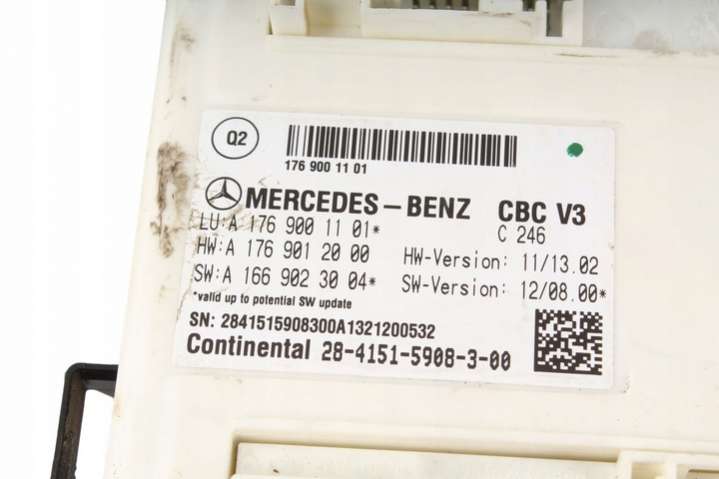 Q2
176 900 11 01
MERCEDES-BENZ CBC V3
LU:A 176 900 11 01* C 246
HW:A 176 901 20 00 HW-Version: 11/13.02
SW:A 166 902 30 04* SW-Version: 12/08.00*
*valid up to potential SW update
SN: 2841515908300A1321200532
Continental 28-4151-5908-3-00